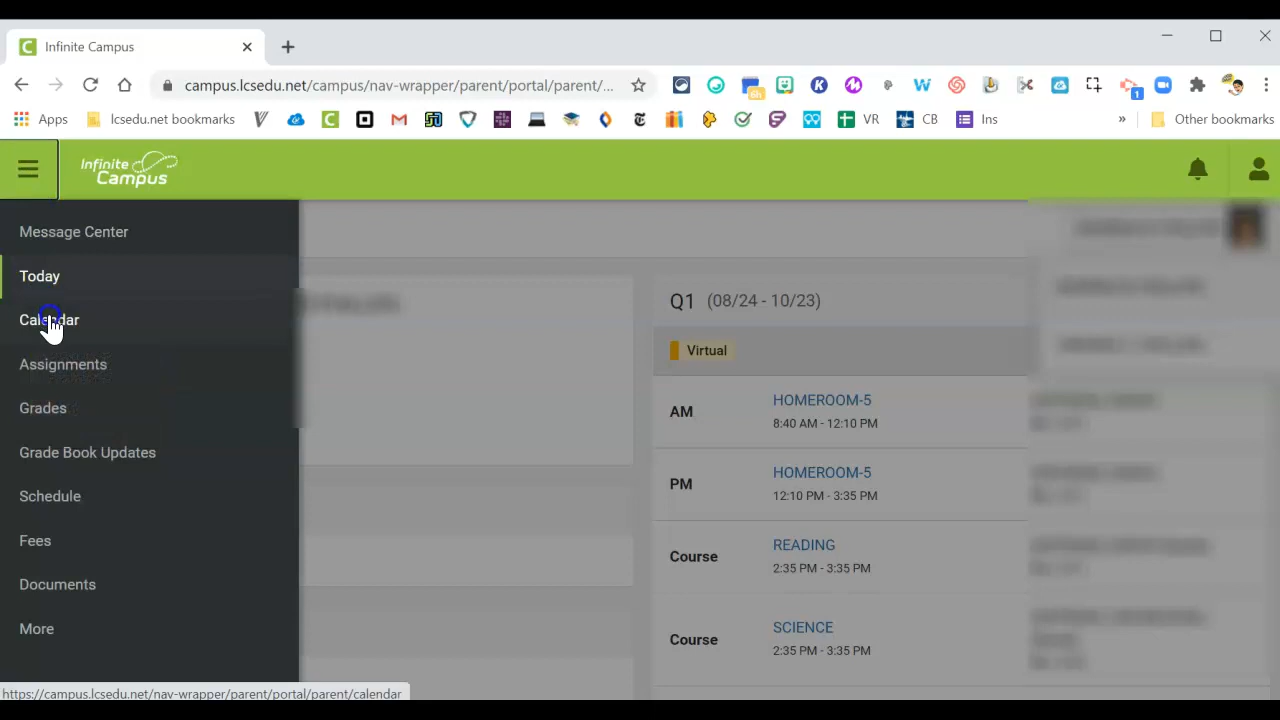 Infinite Campus
campus.lcsedu.net/campus/nav-wrapper/parent/portal/parent/...
6h
1
Apps
lcsedu.net bookmarks
VR
CB
Ins
»
Other bookmarks
Infinite
Campus
Message Center
Today
Calendar
Assignments
Grades
Grade Book Updates
Schedule
Fees
Documents
More
Q1 (08/24 - 10/23)
Virtual
AM
HOMEROOM-5
8:40 AM - 12:10 PM
PM
HOMEROOM-5
12:10 PM - 3:35 PM
Course
READING
2:35 PM - 3:35 PM
Course
SCIENCE
2:35 PM - 3:35 PM
https://campus.lcsedu.net/nav-wrapper/parent/portal/parent/calendar